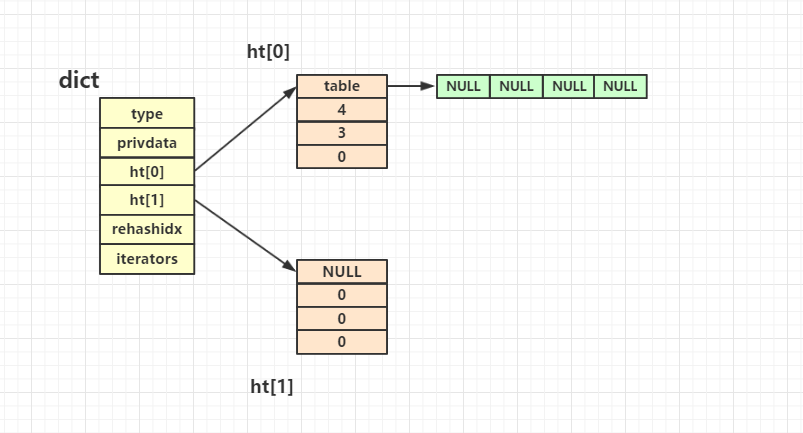 ht[0]
dict
type
privdata
ht[0]
ht[1]
rehashidx
iterators
table
4
3
0
NULL NULL NULL NULL
NULL
0
0
0
ht[1]